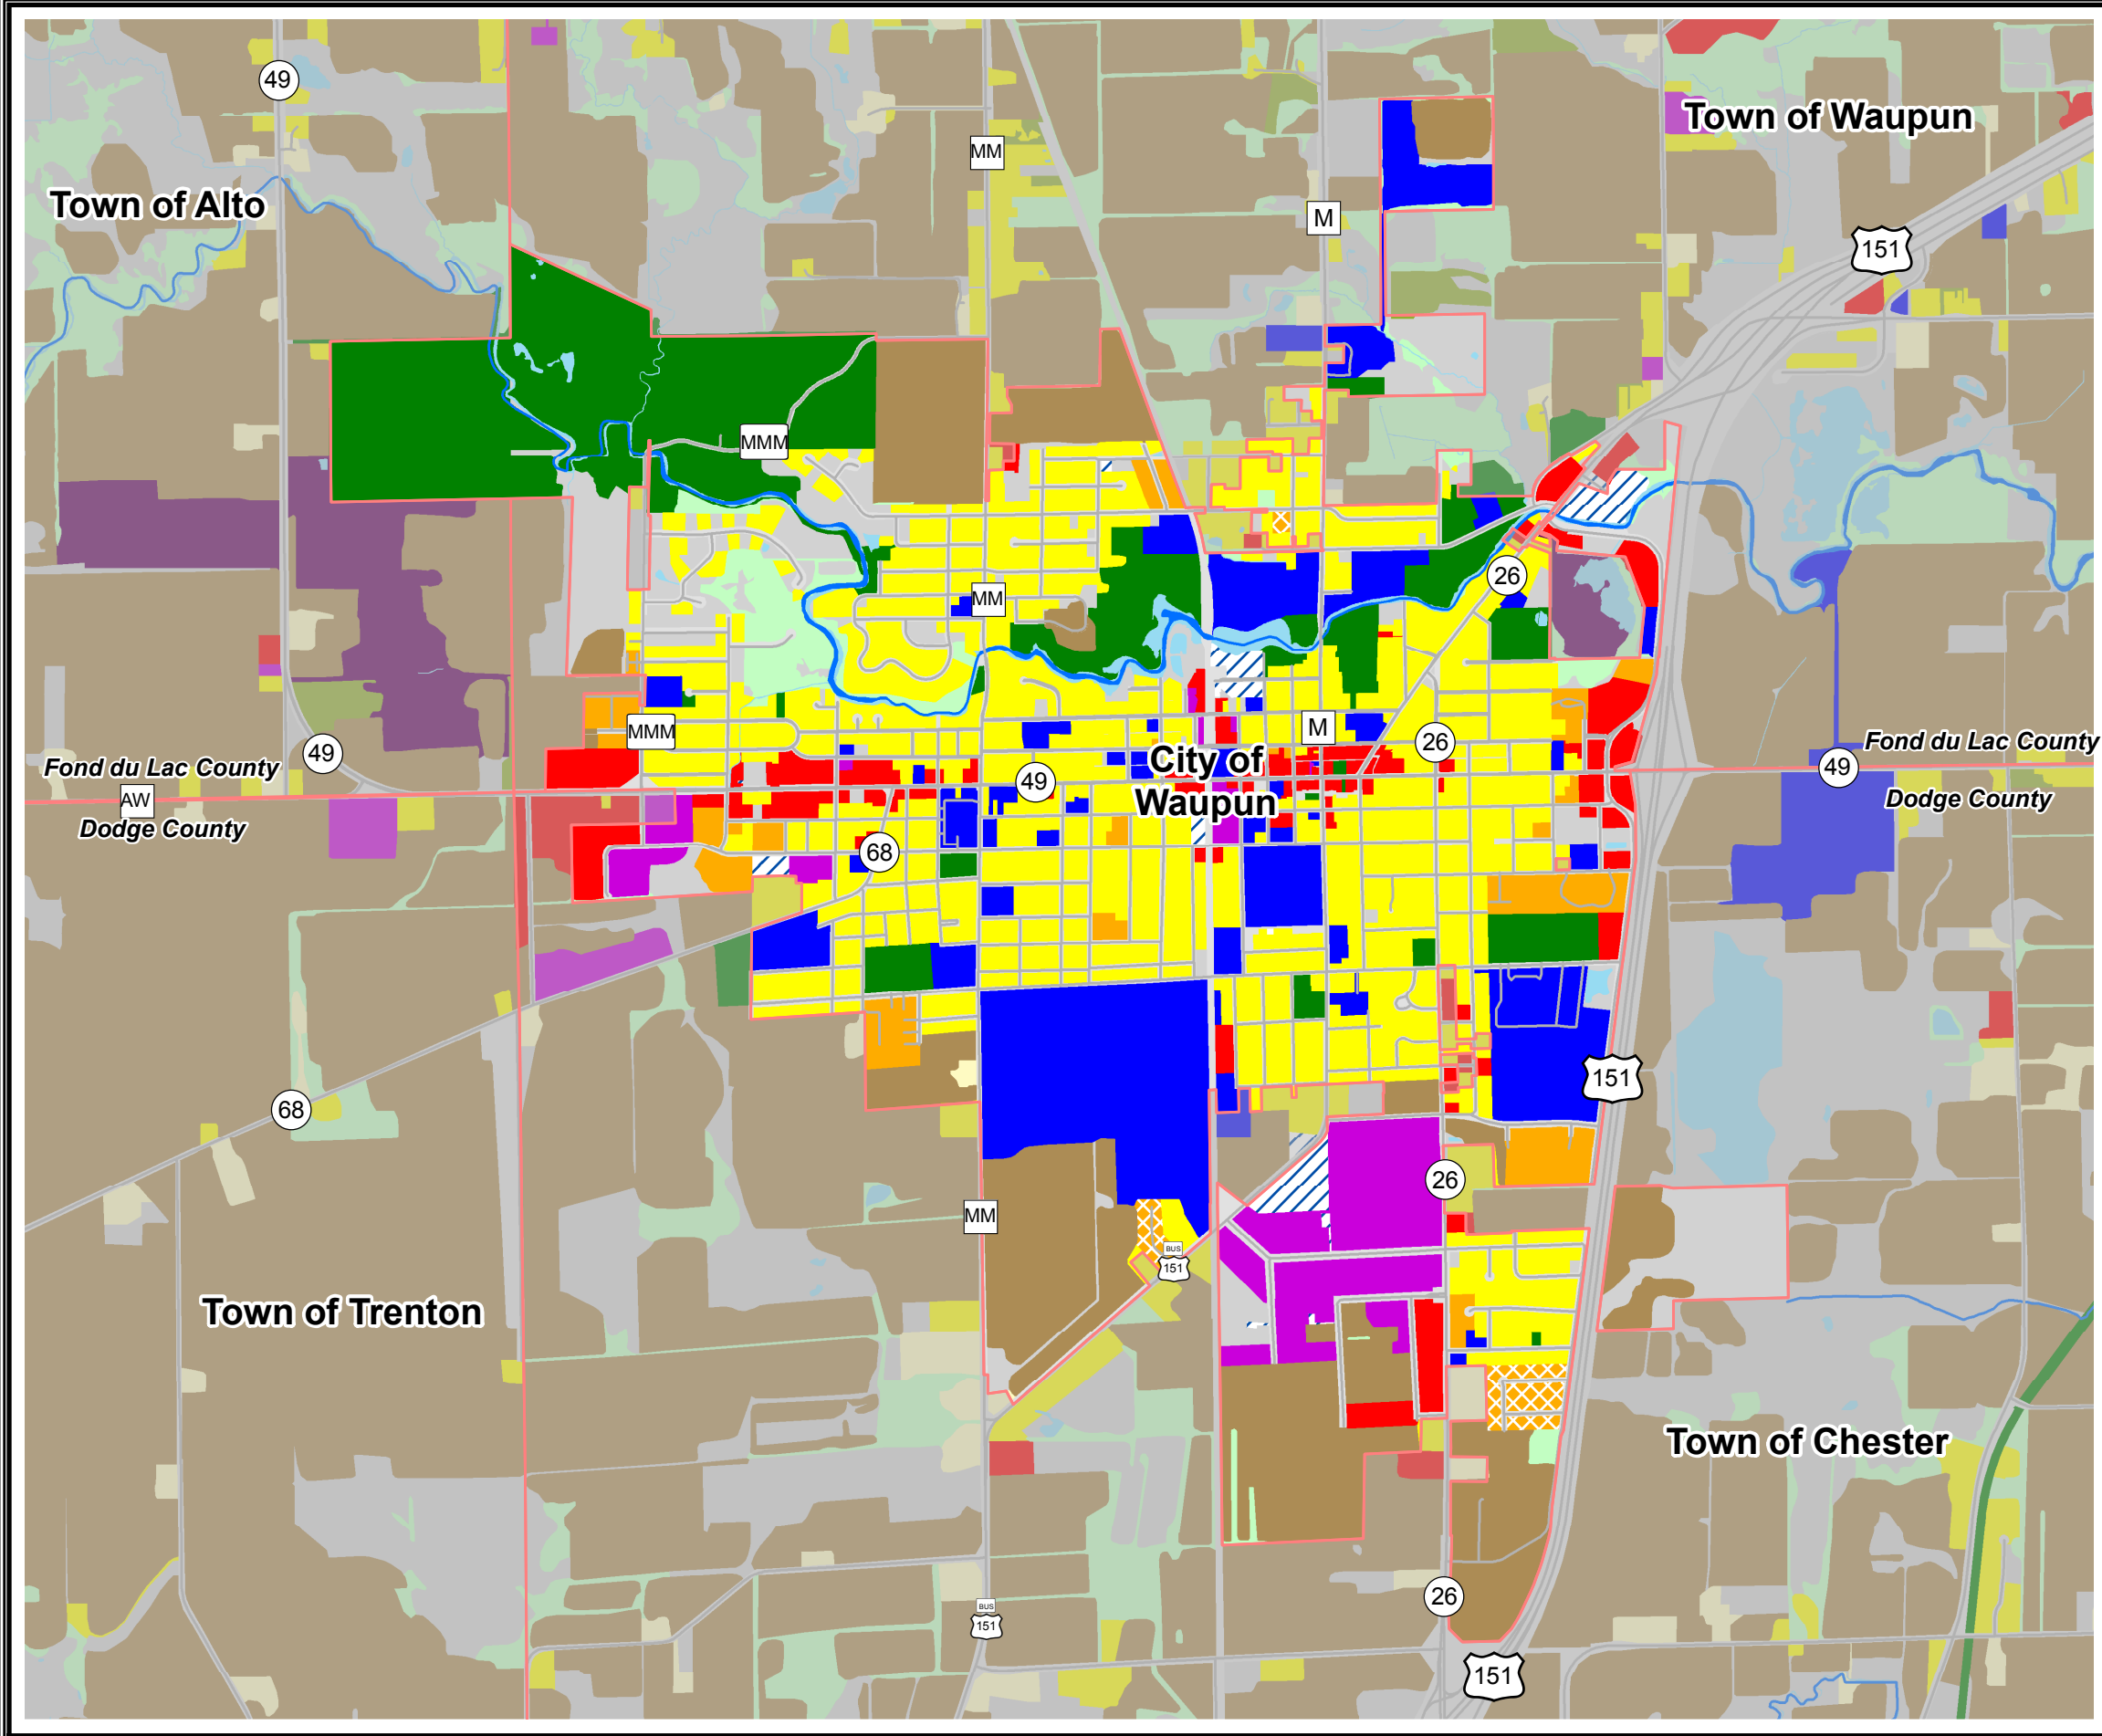 49
Town of Waupun
MM
Town of Alto
M
151
MMM
26
MM
MMM
M
26
49
City of
Waupun
Fond du Lac County
Fond du Lac County
49
49
AW
Dodge County
Dodge County
68
151
68
26
MM
BUS
151
Town of Trenton
Town of Chester
26
BUS
151
151